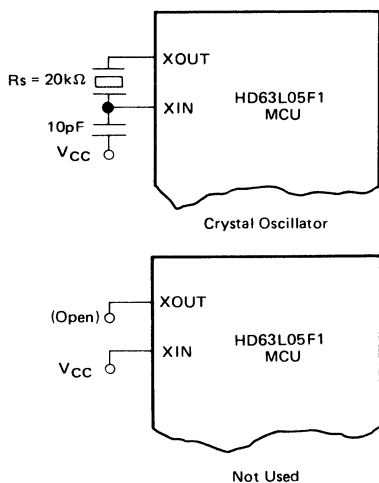 XOUT
Rs = 20kΩ
XIN
HD63L05F1
MCU
10pF
VCC
Crystal Oscillator
XOUT
(Open)
HD63L05F1
MCU
XIN
VCC
Not Used